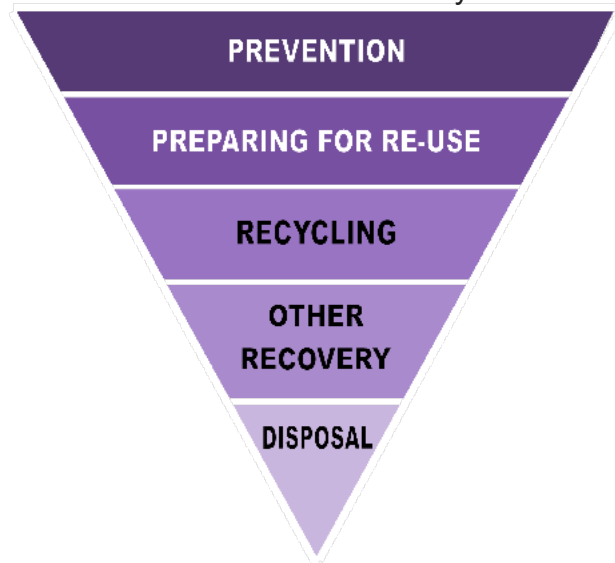 PREVENTION
PREPARING FOR RE-USE
RECYCLING
OTHER
RECOVERY
DISPOSAL